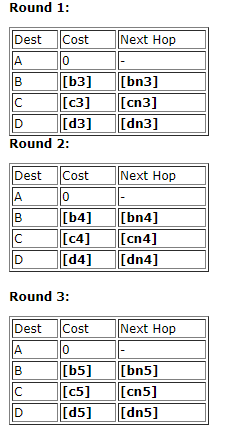 Round 1:
Dest Cost Next Hop
A 0 -
B [b3] [bn3]
C [c3] [cn3]
D [d3] [dn3]
Round 2:
Dest Cost Next Hop
A 0 -
B [b4] [bn4]
C [c4] [cn4]
D [d4] [dn4]
Round 3:
Dest Cost Next Hop
A 0 -
B [b5] [bn5]
C [c5] [cn5]
D [d5] [dn5]